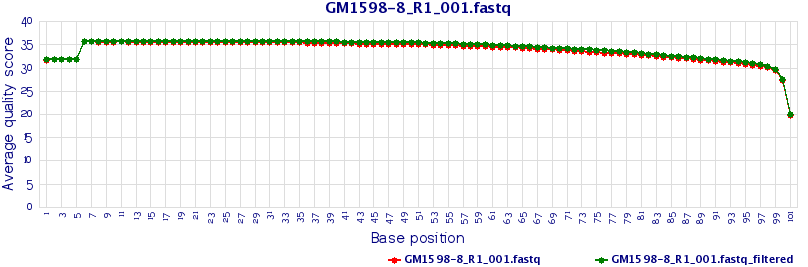 GM1598-8_R1_001.fastq
Average quality score
40
35
30
25
20
15
10
5
0
1 3 5 7 9 11 13 15 17 19 21 23 25 27 29 31 33 35 37 39 41 43 45 47 49 51 53 55 57 59 61 63 65 67 69 71 73 75 77 79 81 83 85 87 89 91 93 95 97 99 101
Base position
GM1598-8_R1_001.fastq GM1598-8_R1_001.fastq_filtered